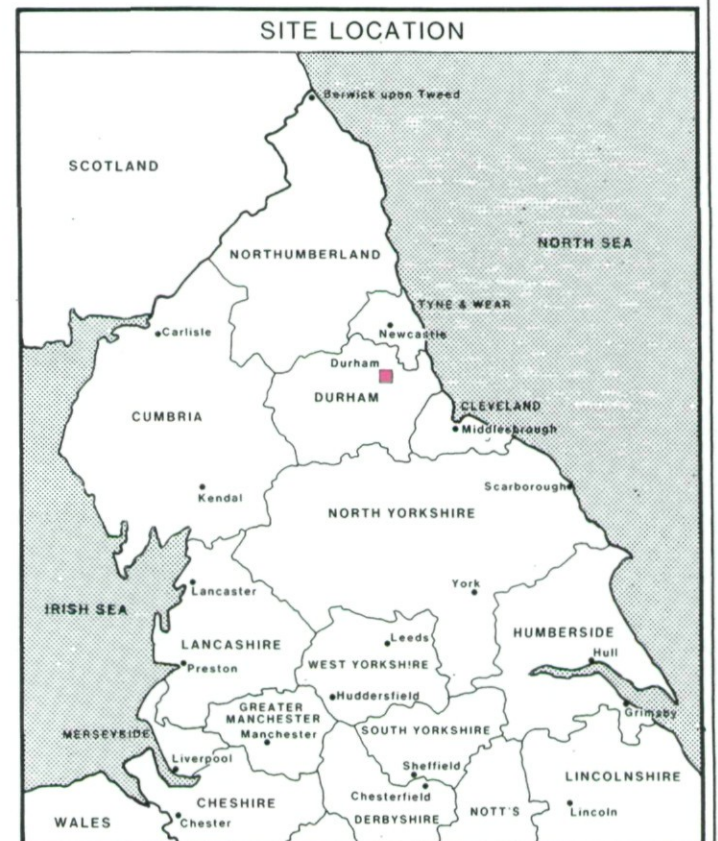 SITE LOCATION
Berwick upon Tweed
SCOTLAND
NORTH SEA
NORTHUMBERLAND
TYNE & WEAR
Carlisle
Newcastle
Durham
DURHAM
CLEVELAND
CUMBRIA
Middlesbrough
Kendal
Scarborough
NORTH YORKSHIRE
York
Lancaster
IRISH SEA
HUMBERSIDE
Leeds
LANCASHIRE
Hull
WEST YORKSHIRE
Preston
Huddersfield
GREATER
MANCHESTER
Grimsby
SOUTH YORKSHIRE
MERSEYSIDE
Manchester
Liverpool
Sheffield
LINCOLNSHIRE
Chesterfield
CHESHIRE
NOTT'S
Lincoln
WALES
Chester
DERBYSHIRE